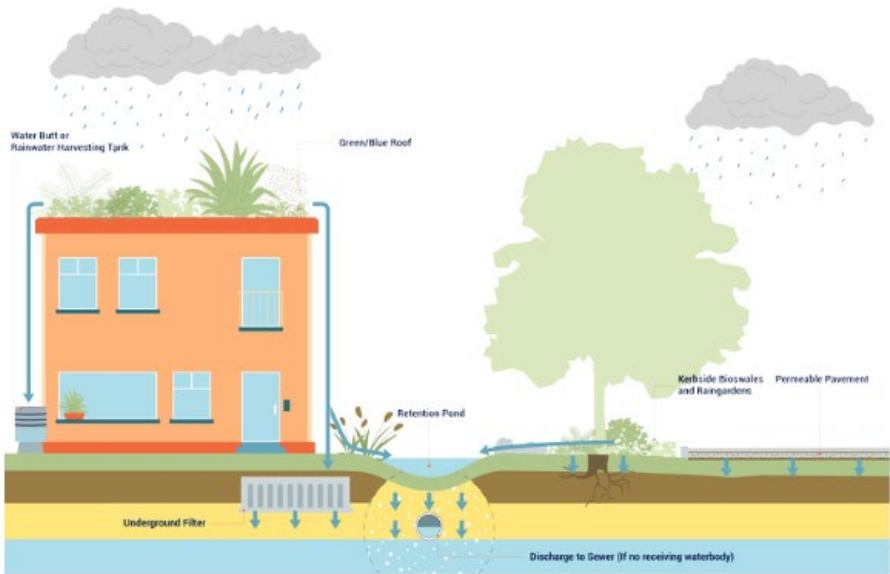 Water Butt or
Rainwater Harvesting Tank
Green/Blue Roof
Retention Pond
Kerbside Bioswales
and Raingardens
Permeable Pavement
Underground Filter
Discharge to Sewer (If no receiving waterbody)